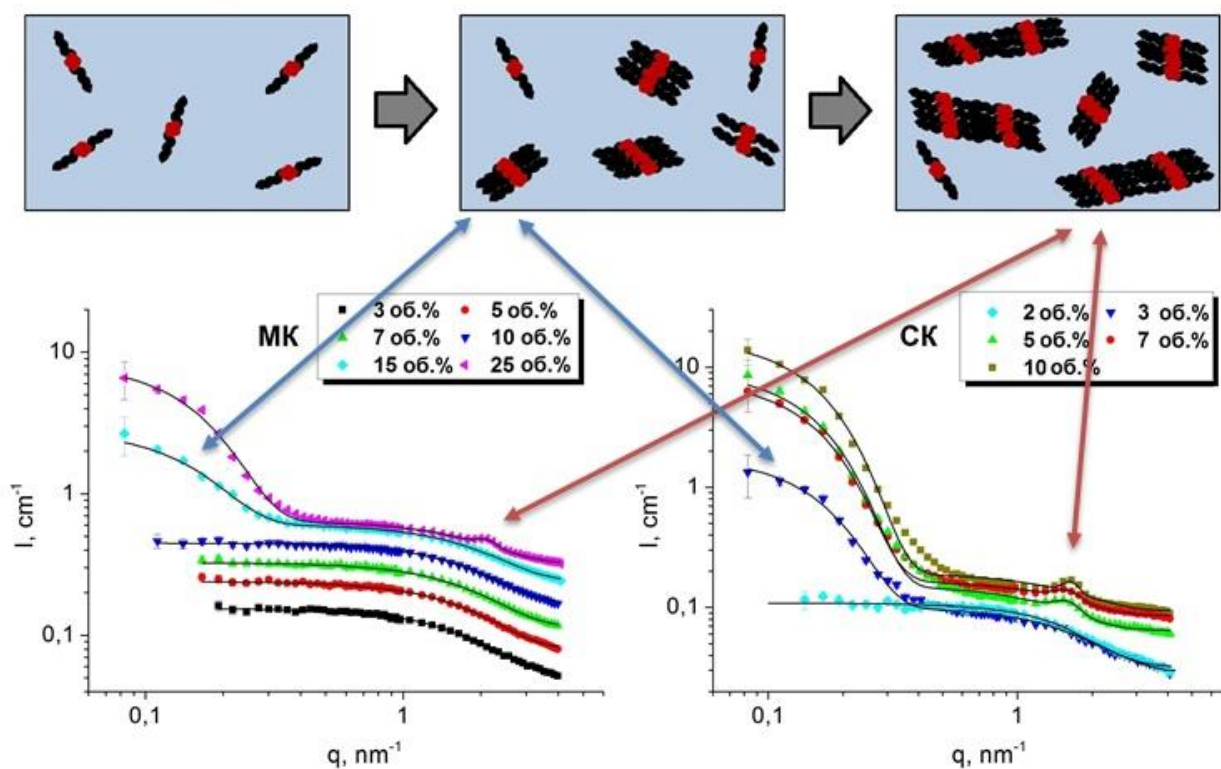 МК
3 об.% 5 об.%
7 об.% 10 об.%
15 об.% 25 об.%
10
1
0,1
I, cm⁻¹
0,1 1
q, nm⁻¹
СК
2 об.% 3 об.%
5 об.% 7 об.%
10 об.%
10
1
0,1
I, cm⁻¹
0,1 1
q, nm⁻¹